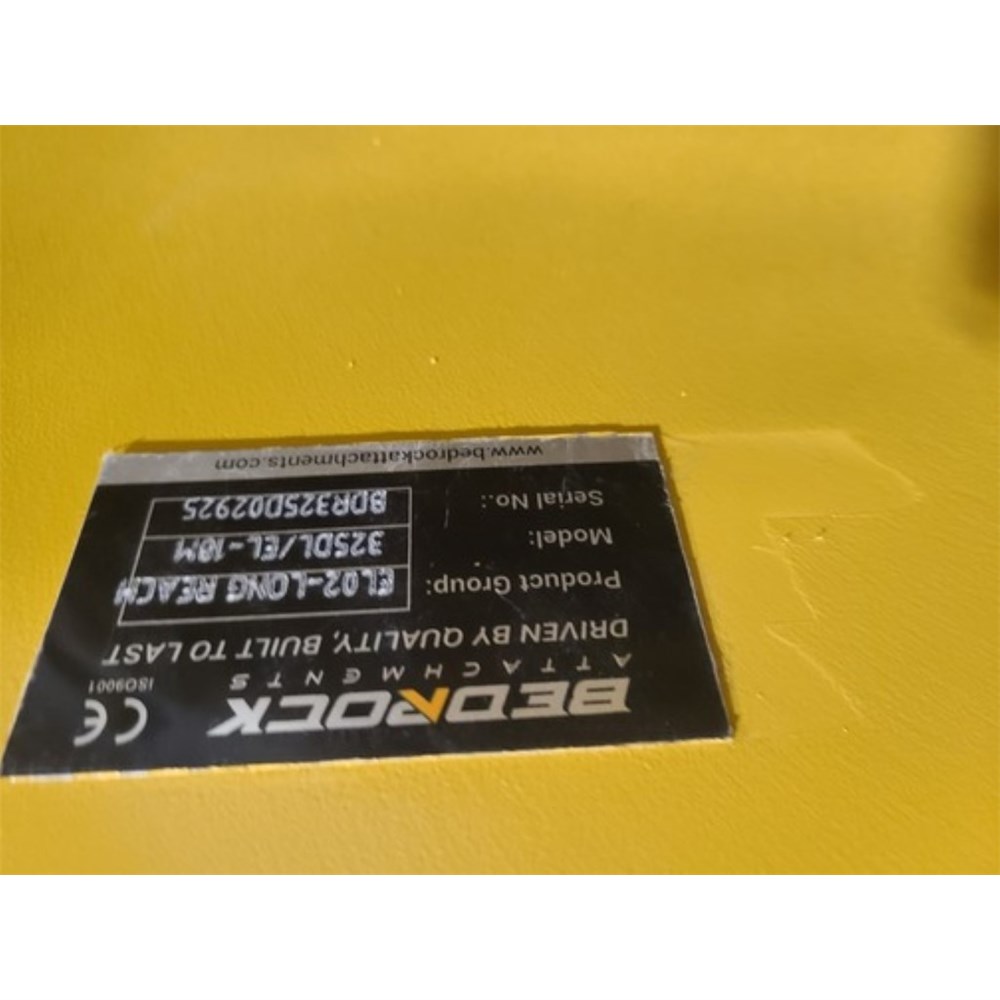 BEDROCK
ATTACHMENTS
CE
ISO9001
DRIVEN BY QUALITY, BUILT TO LAST
Product Group: EL02-LONG REACH
Model: 325DL/EL-18M
Serial No.: BDR325D02925
www.bedrockattachments.com